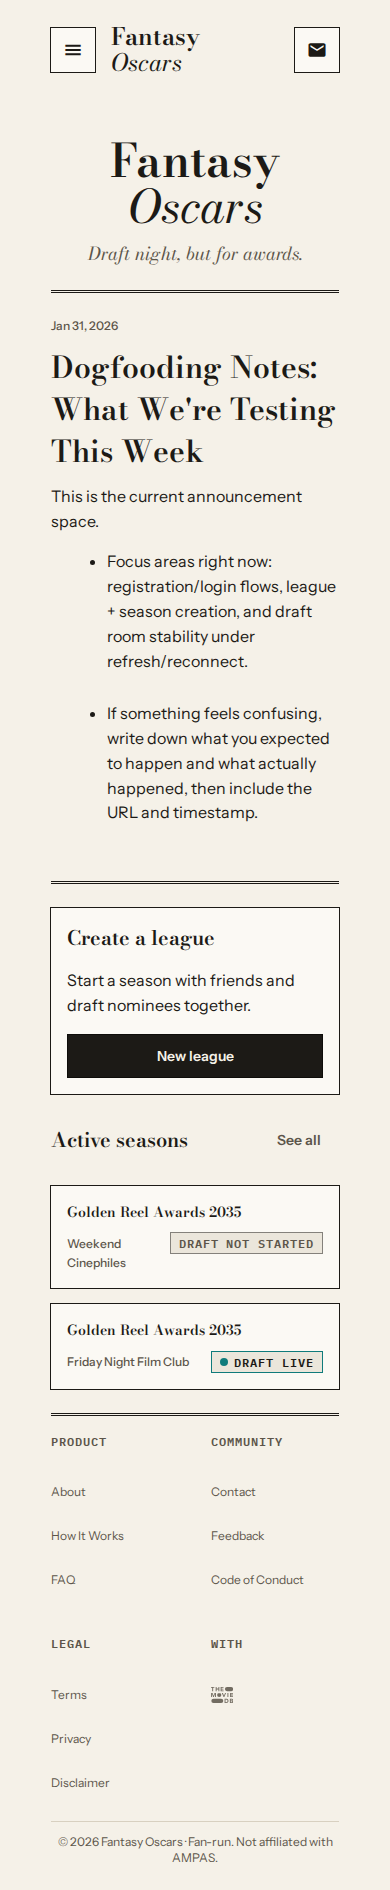 Fantasy
Oscars
Fantasy
Oscars
Draft night, but for awards.
Jan 31, 2026
Dogfooding Notes:
What We're Testing
This Week
This is the current announcement
space.
• Focus areas right now:
registration/login flows, league
+ season creation, and draft
room stability under
refresh/reconnect.
• If something feels confusing,
write down what you expected
to happen and what actually
happened, then include the
URL and timestamp.
Create a league
Start a season with friends and
draft nominees together.
New league
Active seasons
See all
Golden Reel Awards 2035
Weekend
Cinephiles
DRAFT NOT STARTED
Golden Reel Awards 2035
Friday Night Film Club
DRAFT LIVE
PRODUCT
About
How It Works
FAQ
COMMUNITY
Contact
Feedback
Code of Conduct
LEGAL
Terms
Privacy
Disclaimer
WITH
THE
MOVIE
DB
© 2026 Fantasy Oscars · Fan-run. Not affiliated with
AMPAS.